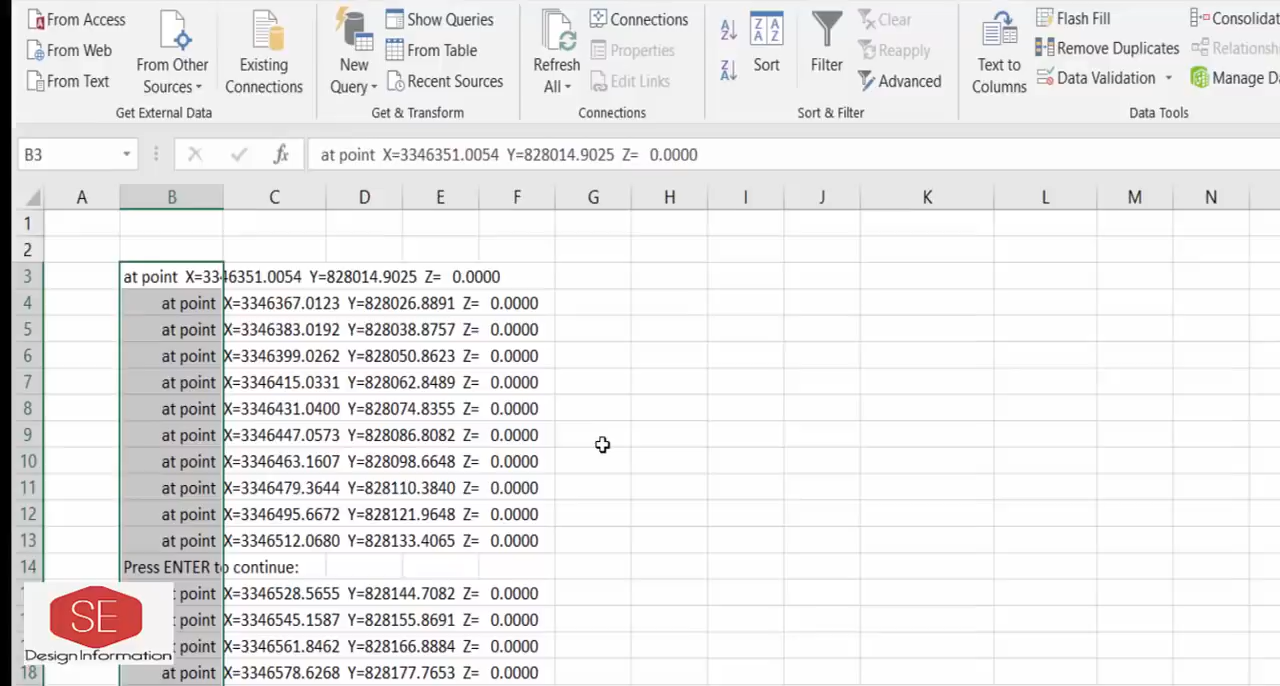 From Access
From Web
From Text
From Other
Sources
Existing
Connections
Get External Data
New
Query
Show Queries
From Table
Recent Sources
Get & Transform
Refresh
All
Connections
Properties
Edit Links
Connections
Sort
Filter
Clear
Reapply
Advanced
Sort & Filter
Text to
Columns
Flash Fill
Remove Duplicates
Data Validation
Consolidat
Relationsh
Manage Da
Data Tools
B3
fx
at point X=3346351.0054 Y=828014.9025 Z= 0.0000
A B C D E F G H I J K L M N
1
2
3 at point X=3346351.0054 Y=828014.9025 Z= 0.0000
4 at point X=3346367.0123 Y=828026.8891 Z= 0.0000
5 at point X=3346383.0192 Y=828038.8757 Z= 0.0000
6 at point X=3346399.0262 Y=828050.8623 Z= 0.0000
7 at point X=3346415.0331 Y=828062.8489 Z= 0.0000
8 at point X=3346431.0400 Y=828074.8355 Z= 0.0000
9 at point X=3346447.0573 Y=828086.8082 Z= 0.0000
10 at point X=3346463.1607 Y=828098.6648 Z= 0.0000
11 at point X=3346479.3644 Y=828110.3840 Z= 0.0000
12 at point X=3346495.6672 Y=828121.9648 Z= 0.0000
13 at point X=3346512.0680 Y=828133.4065 Z= 0.0000
14 Press ENTER to continue:
point X=3346528.5655 Y=828144.7082 Z= 0.0000
point X=3346545.1587 Y=828155.8691 Z= 0.0000
point X=3346561.8462 Y=828166.8884 Z= 0.0000
18 at point X=3346578.6268 Y=828177.7653 Z= 0.0000
SE
Design Information